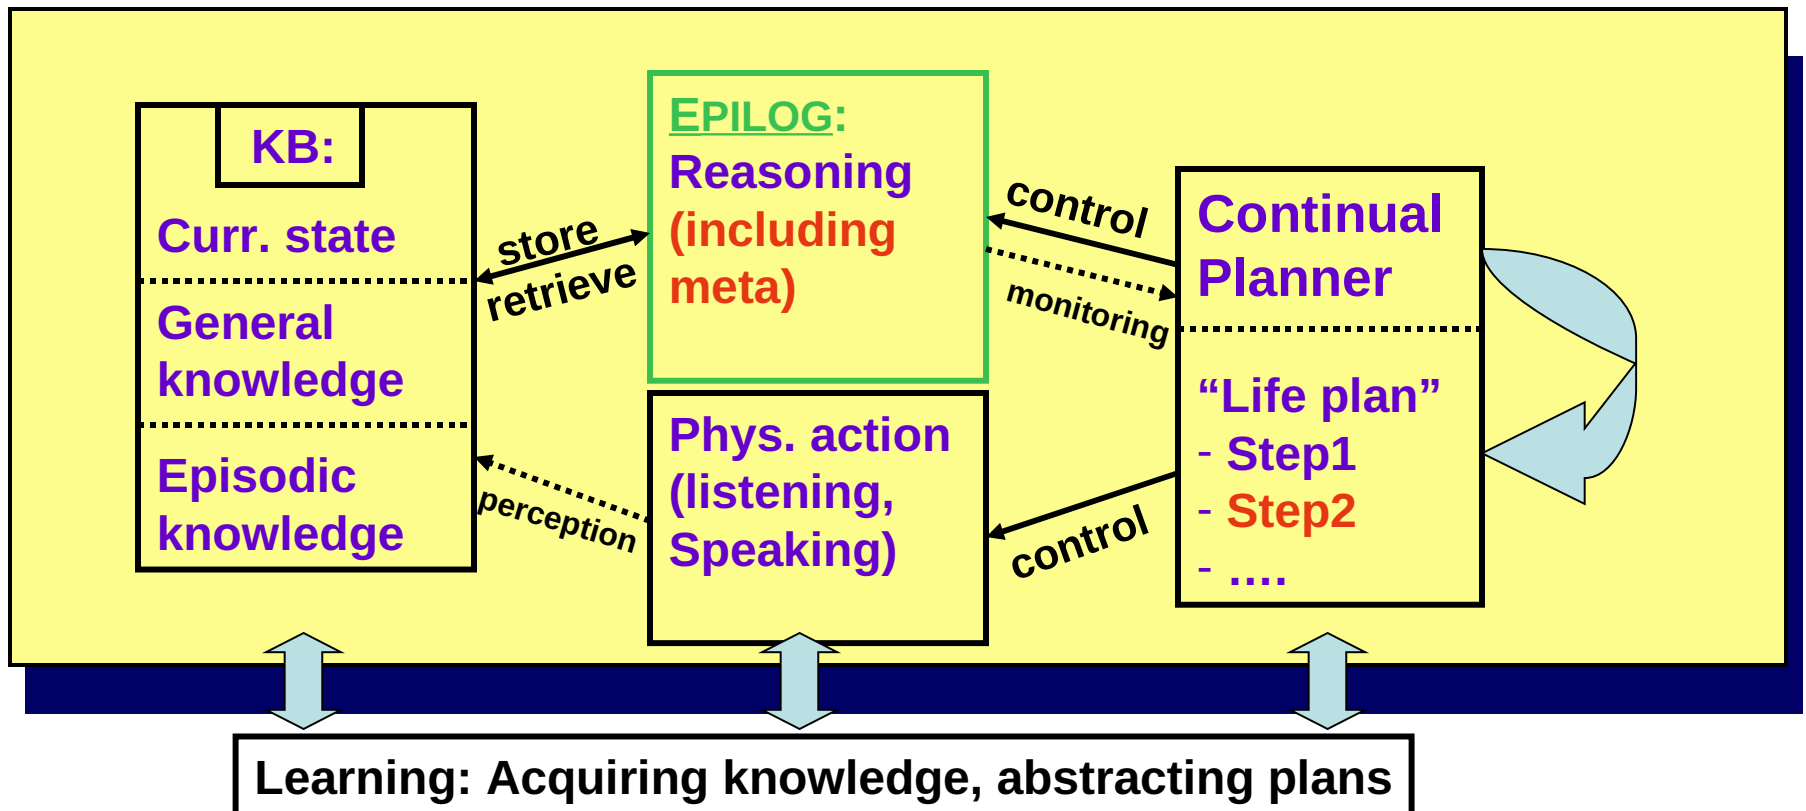 KB:
Curr. state
General
knowledge
Episodic
knowledge
store
retrieve
perception
EPILOG:
Reasoning
(including
meta)
Phys. action
(listening,
Speaking)
control
monitoring
control
Continual
Planner
“Life plan”
- Step1
- Step2
- ….
Learning: Acquiring knowledge, abstracting plans